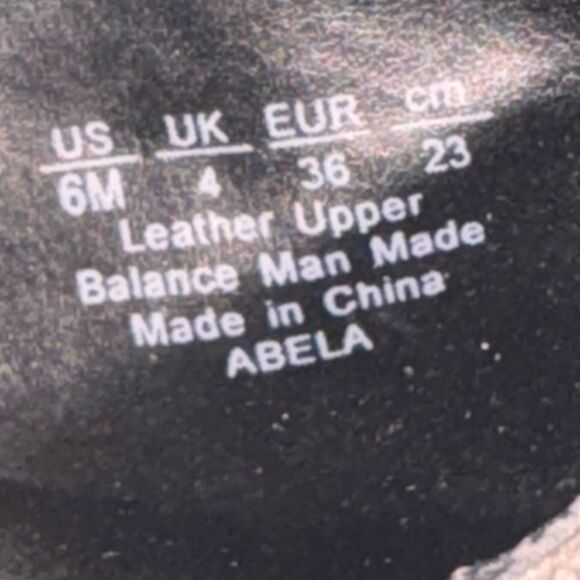 US UK EUR cm
6M 4 36 23
Leather Upper
Balance Man Made
Made in China
ABELA